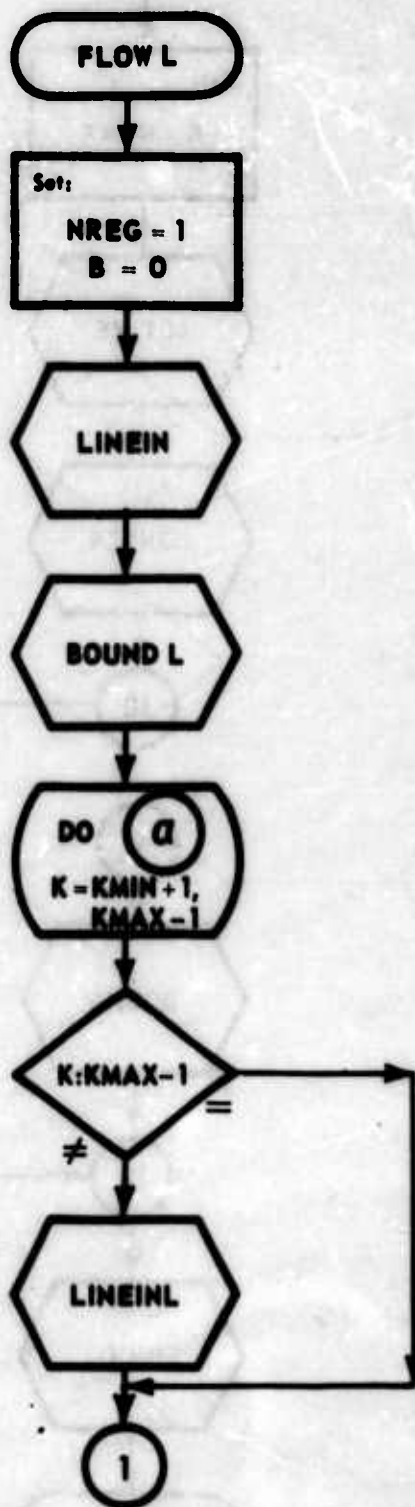 FLOW L
Set:
NREG = 1
B = 0
LINEIN
BOUND L
DO a
K = KMIN + 1,
KMAX - 1
K:KMAX-1
=
≠
LINEINL
1